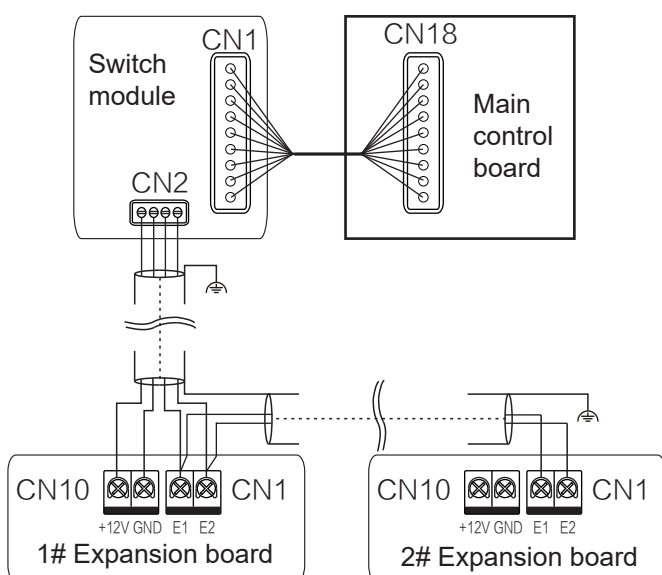 CN1
CN18
Switch
module
Main
control
board
CN2
CN10
CN1
+12V GND E1 E2
1# Expansion board
CN10
CN1
+12V GND E1 E2
2# Expansion board